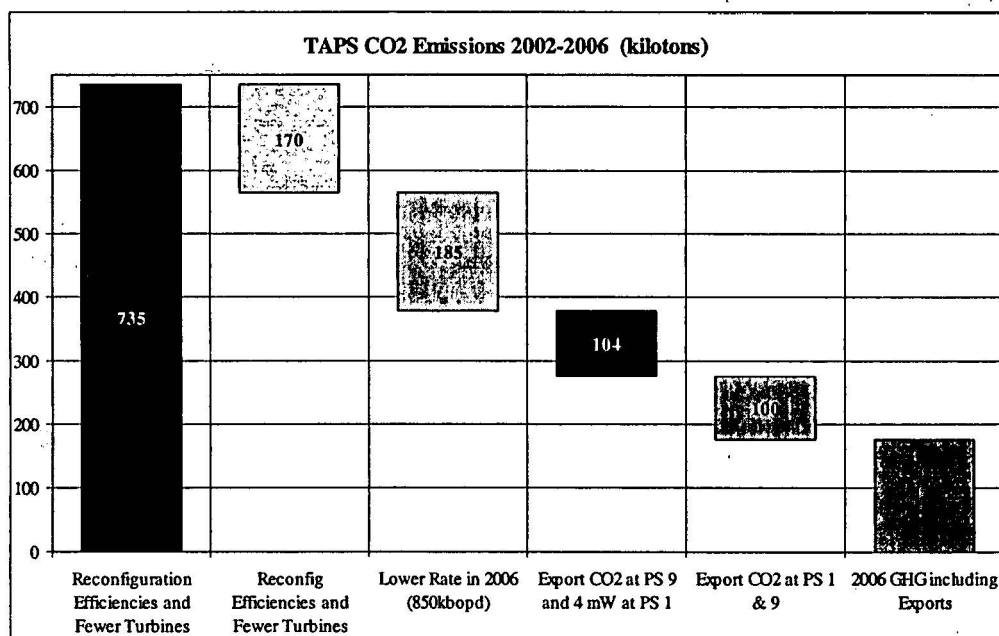 TAPS CO2 Emissions 2002-2006 (kilotons)
700
600
500
400
300
200
100
0
735
170
185
104
100
Reconfiguration
Efficiencies and
Fewer Turbines
Reconfig
Efficiencies and
Fewer Turbines
Lower Rate in 2006
(850kbopd)
Export CO2 at PS 9
and 4 mW at PS 1
Export CO2 at PS 1
& 9
2006 GHG including
Exports